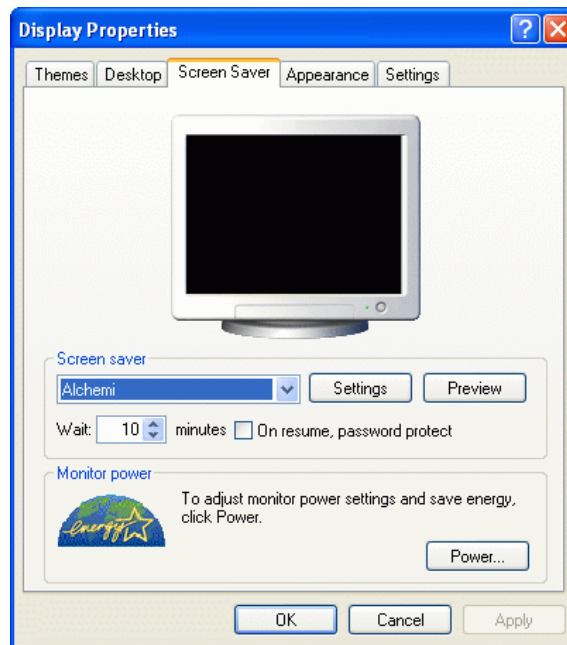 Display Properties
Themes Desktop Screen Saver Appearance Settings
Screen saver
Alchemi Settings Preview
Wait: 10 minutes On resume, password protect
Monitor power
To adjust monitor power settings and save energy,
click Power.
energy
Power...
OK Cancel Apply